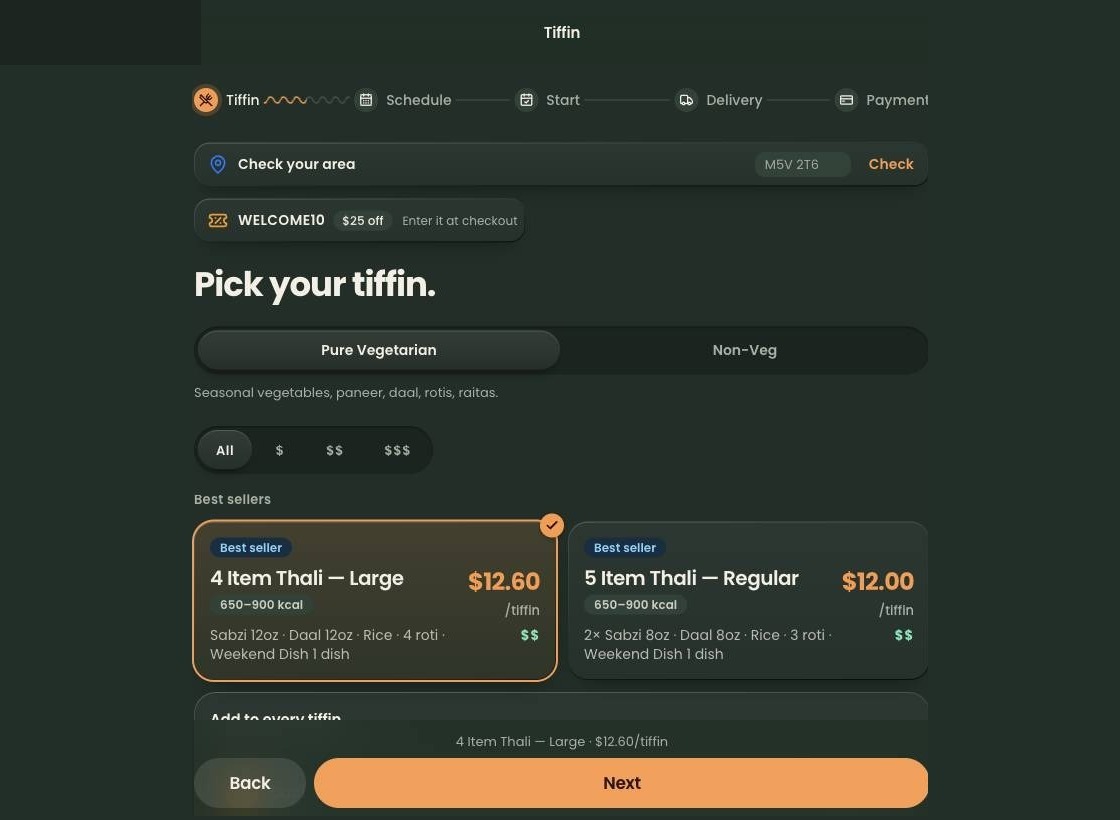 Tiffin
Tiffin Schedule Start Delivery Payment
Check your area M5V 2T6 Check
WELCOME10 $25 off Enter it at checkout
Pick your tiffin.
Pure Vegetarian Non-Veg
Seasonal vegetables, paneer, daal, rotis, raitas.
All $ $$ $$$
Best sellers
Best seller
4 Item Thali — Large $12.60
650–900 kcal /tiffin
Sabzi 12oz · Daal 12oz · Rice · 4 roti · $$
Weekend Dish 1 dish
Best seller
5 Item Thali — Regular $12.00
650–900 kcal /tiffin
2× Sabzi 8oz · Daal 8oz · Rice · 3 roti · $$
Weekend Dish 1 dish
Add to every tiffin
4 Item Thali — Large · $12.60/tiffin
Back Next